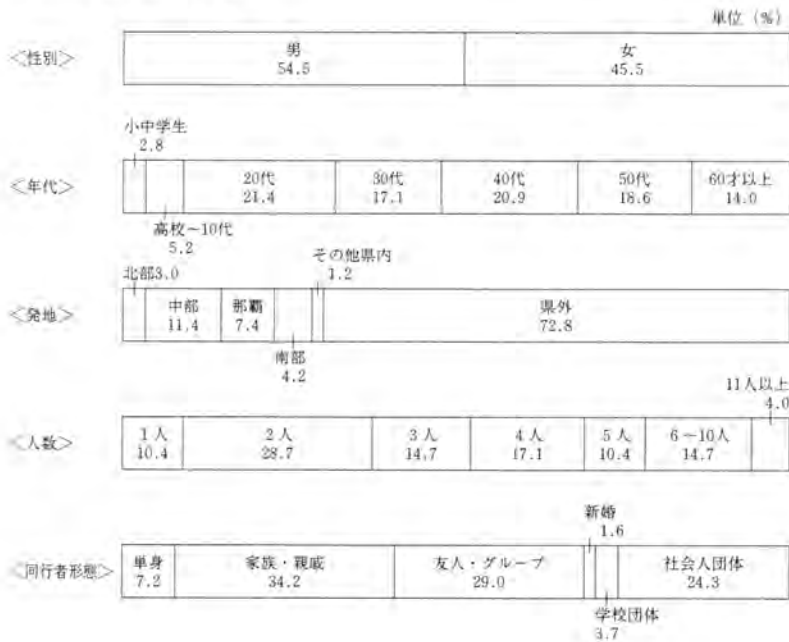 単位（%）
<性別>
男 女
54.5 45.5
小中学生
2.8
<年代>
20代 30代 40代 50代 60才以上
21.4 17.1 20.9 18.6 14.0
高校～10代
5.2
北部3.0 その他県内
1.2
<発地>
中部 那覇 県外
11.4 7.4 72.8
南部
4.2
11人以上
4.0
<人数>
1人 2人 3人 4人 5人 6～10人
10.4 28.7 14.7 17.1 10.4 14.7
新婚
1.6
<同行者形態>
単身 家族・親戚 友人・グループ 社会人団体
7.2 34.2 29.0 24.3
学校団体
3.7